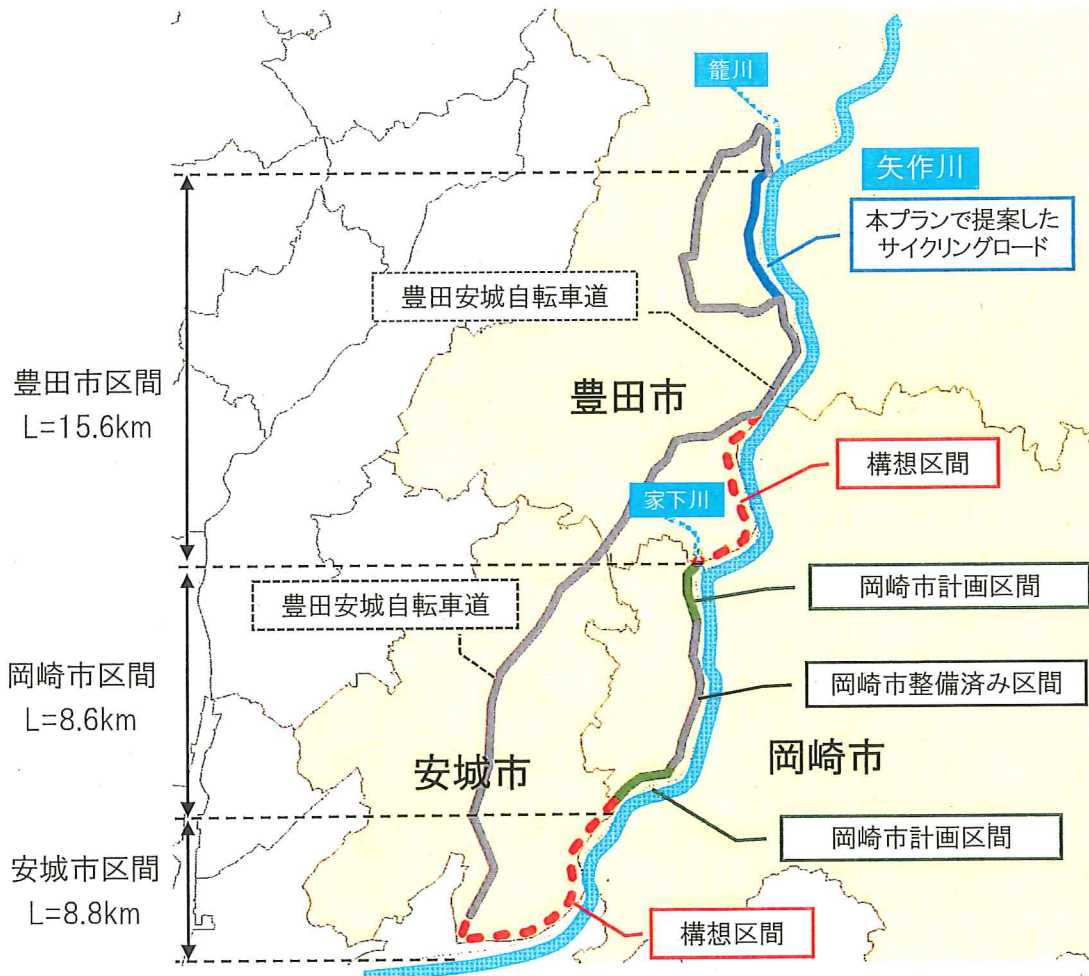 籠川
矢作川
本プランで提案した
サイクリングロード
豊田安城自転車道
豊田市
豊田市区間
L=15.6km
構想区間
家下川
岡崎市計画区間
豊田安城自転車道
岡崎市整備済み区間
岡崎市区間
L=8.6km
安城市
岡崎市
岡崎市計画区間
安城市区間
L=8.8km
構想区間